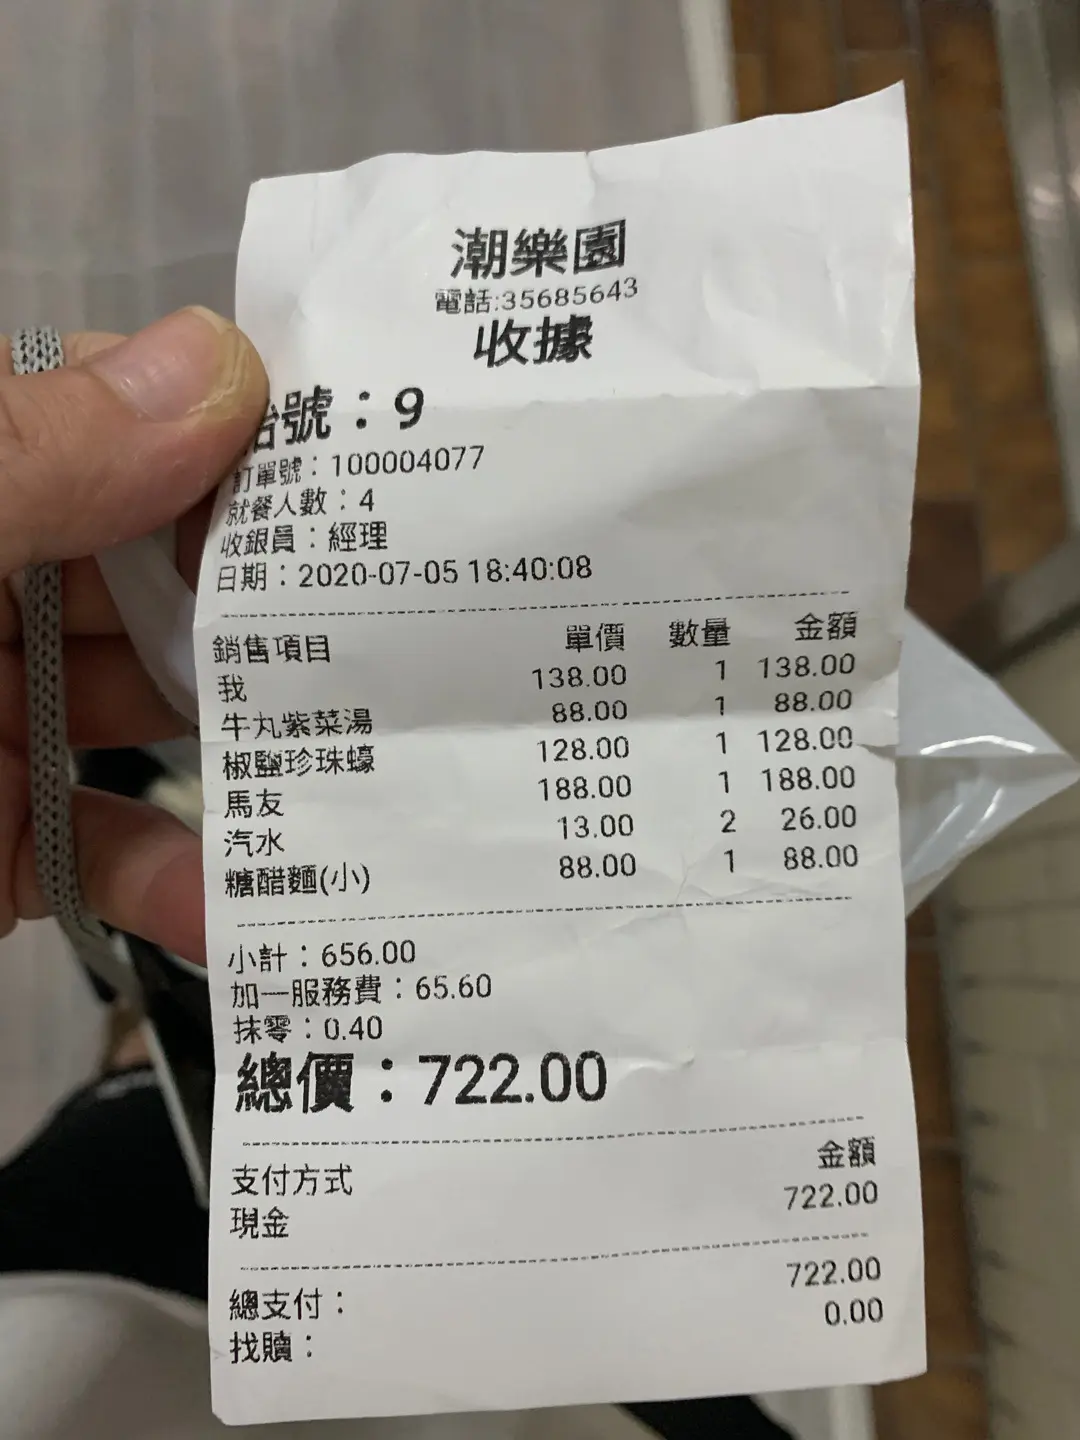 潮樂園
電話:35685643
收據
號：9
訂單號：100004077
就餐人數：4
收銀員：經理
日期：2020-07-05 18:40:08
銷售項目 單價 數量 金額
我 138.00 1 138.00
牛丸紫菜湯 88.00 1 88.00
椒鹽珍珠蠔 128.00 1 128.00
馬友 188.00 1 188.00
汽水 13.00 2 26.00
糖醋麵(小) 88.00 1 88.00
小計：656.00
加一服務費：65.60
抹零：0.40
總價：722.00
支付方式 金額
現金 722.00
總支付： 722.00
找贖： 0.00